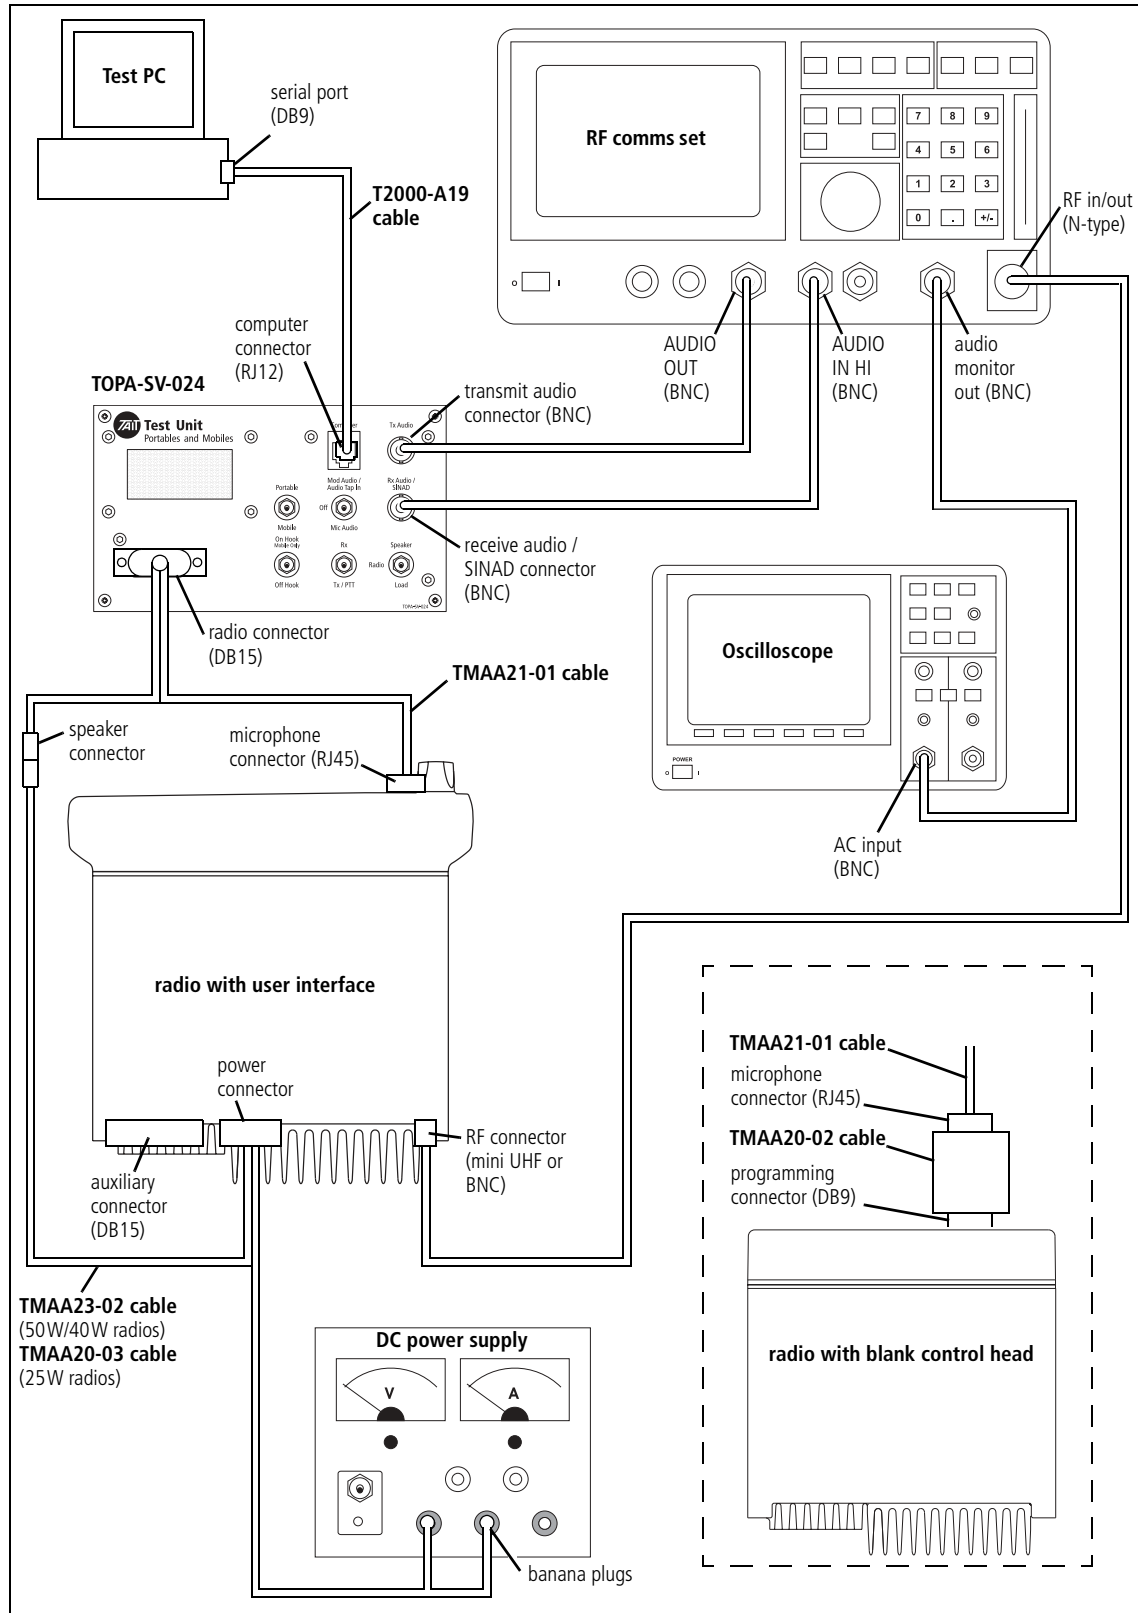 Test PC
serial port
(DB9)
T2000-A19
cable
RF comms set
7 8 9
4 5 6
1 2 3
0 . +/-
RF in/out
(N-type)
O I
AUDIO
OUT
(BNC)
AUDIO
IN HI
(BNC)
audio
monitor
out (BNC)
computer
connector
(RJ12)
transmit audio
connector (BNC)
TOPA-SV-024
TAIT
Test Unit
Portables and Mobiles
Tx Audio
Portable
Mobile
Mod Audio /
Audio Tap In
Off
Mic Audio
Rx Audio /
SINAD
On Hook
Mobile Only
Off Hook
Rx
Tx / PTT
Speaker
Radio
Load
TOPA-SV-024
receive audio /
SINAD connector
(BNC)
radio connector
(DB15)
Oscilloscope
POWER
O I
AC input
(BNC)
TMAA21-01 cable
speaker
connector
microphone
connector (RJ45)
radio with user interface
power
connector
auxiliary
connector
(DB15)
RF connector
(mini UHF or
BNC)
TMAA23-02 cable
(50W/40W radios)
TMAA20-03 cable
(25W radios)
DC power supply
V
A
banana plugs
TMAA21-01 cable
microphone
connector (RJ45)
TMAA20-02 cable
programming
connector (DB9)
radio with blank control head